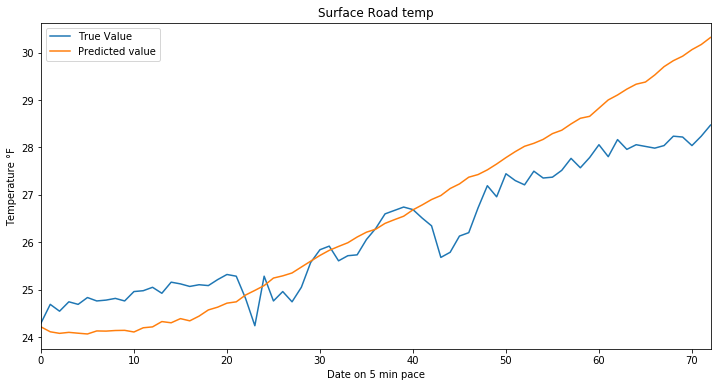 Surface Road temp
True Value
Predicted value
Temperature °F
30
29
28
27
26
25
24
0 10 20 30 40 50 60 70
Date on 5 min pace